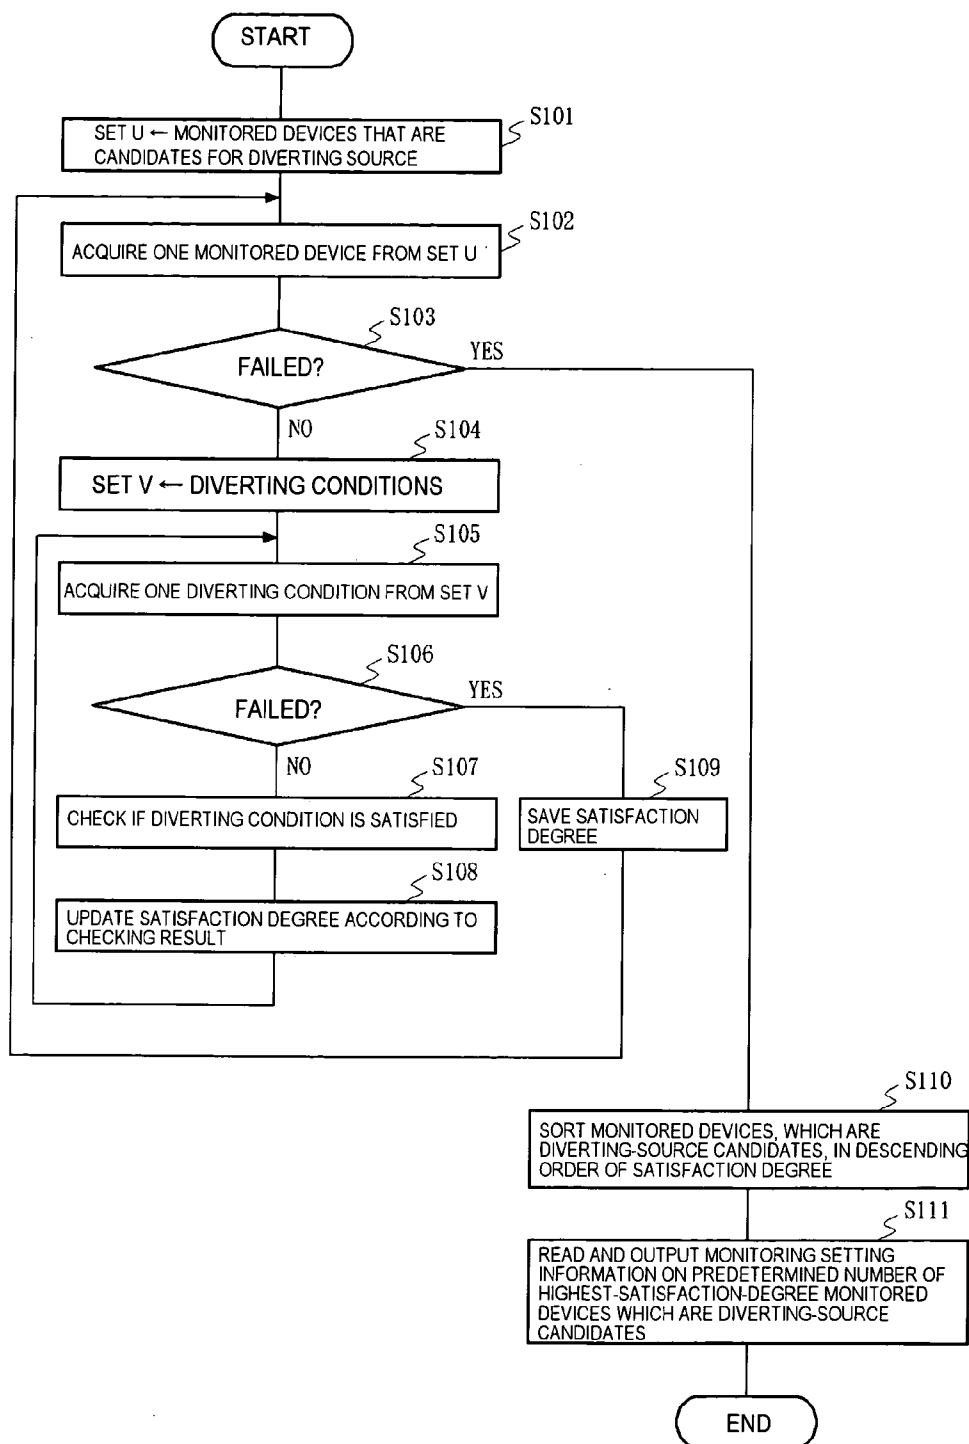 START
S101
SET U ← MONITORED DEVICES THAT ARE
CANDIDATES FOR DIVERTING SOURCE
S102
ACQUIRE ONE MONITORED DEVICE FROM SET U
S103
FAILED?
YES
NO
S104
SET V ← DIVERTING CONDITIONS
S105
ACQUIRE ONE DIVERTING CONDITION FROM SET V
S106
FAILED?
YES
NO
S107
CHECK IF DIVERTING CONDITION IS SATISFIED
S109
SAVE SATISFACTION
DEGREE
S108
UPDATE SATISFACTION DEGREE ACCORDING TO
CHECKING RESULT
S110
SORT MONITORED DEVICES, WHICH ARE
DIVERTING-SOURCE CANDIDATES, IN DESCENDING
ORDER OF SATISFACTION DEGREE
S111
READ AND OUTPUT MONITORING SETTING
INFORMATION ON PREDETERMINED NUMBER OF
HIGHEST-SATISFACTION-DEGREE MONITORED
DEVICES WHICH ARE DIVERTING-SOURCE
CANDIDATES
END